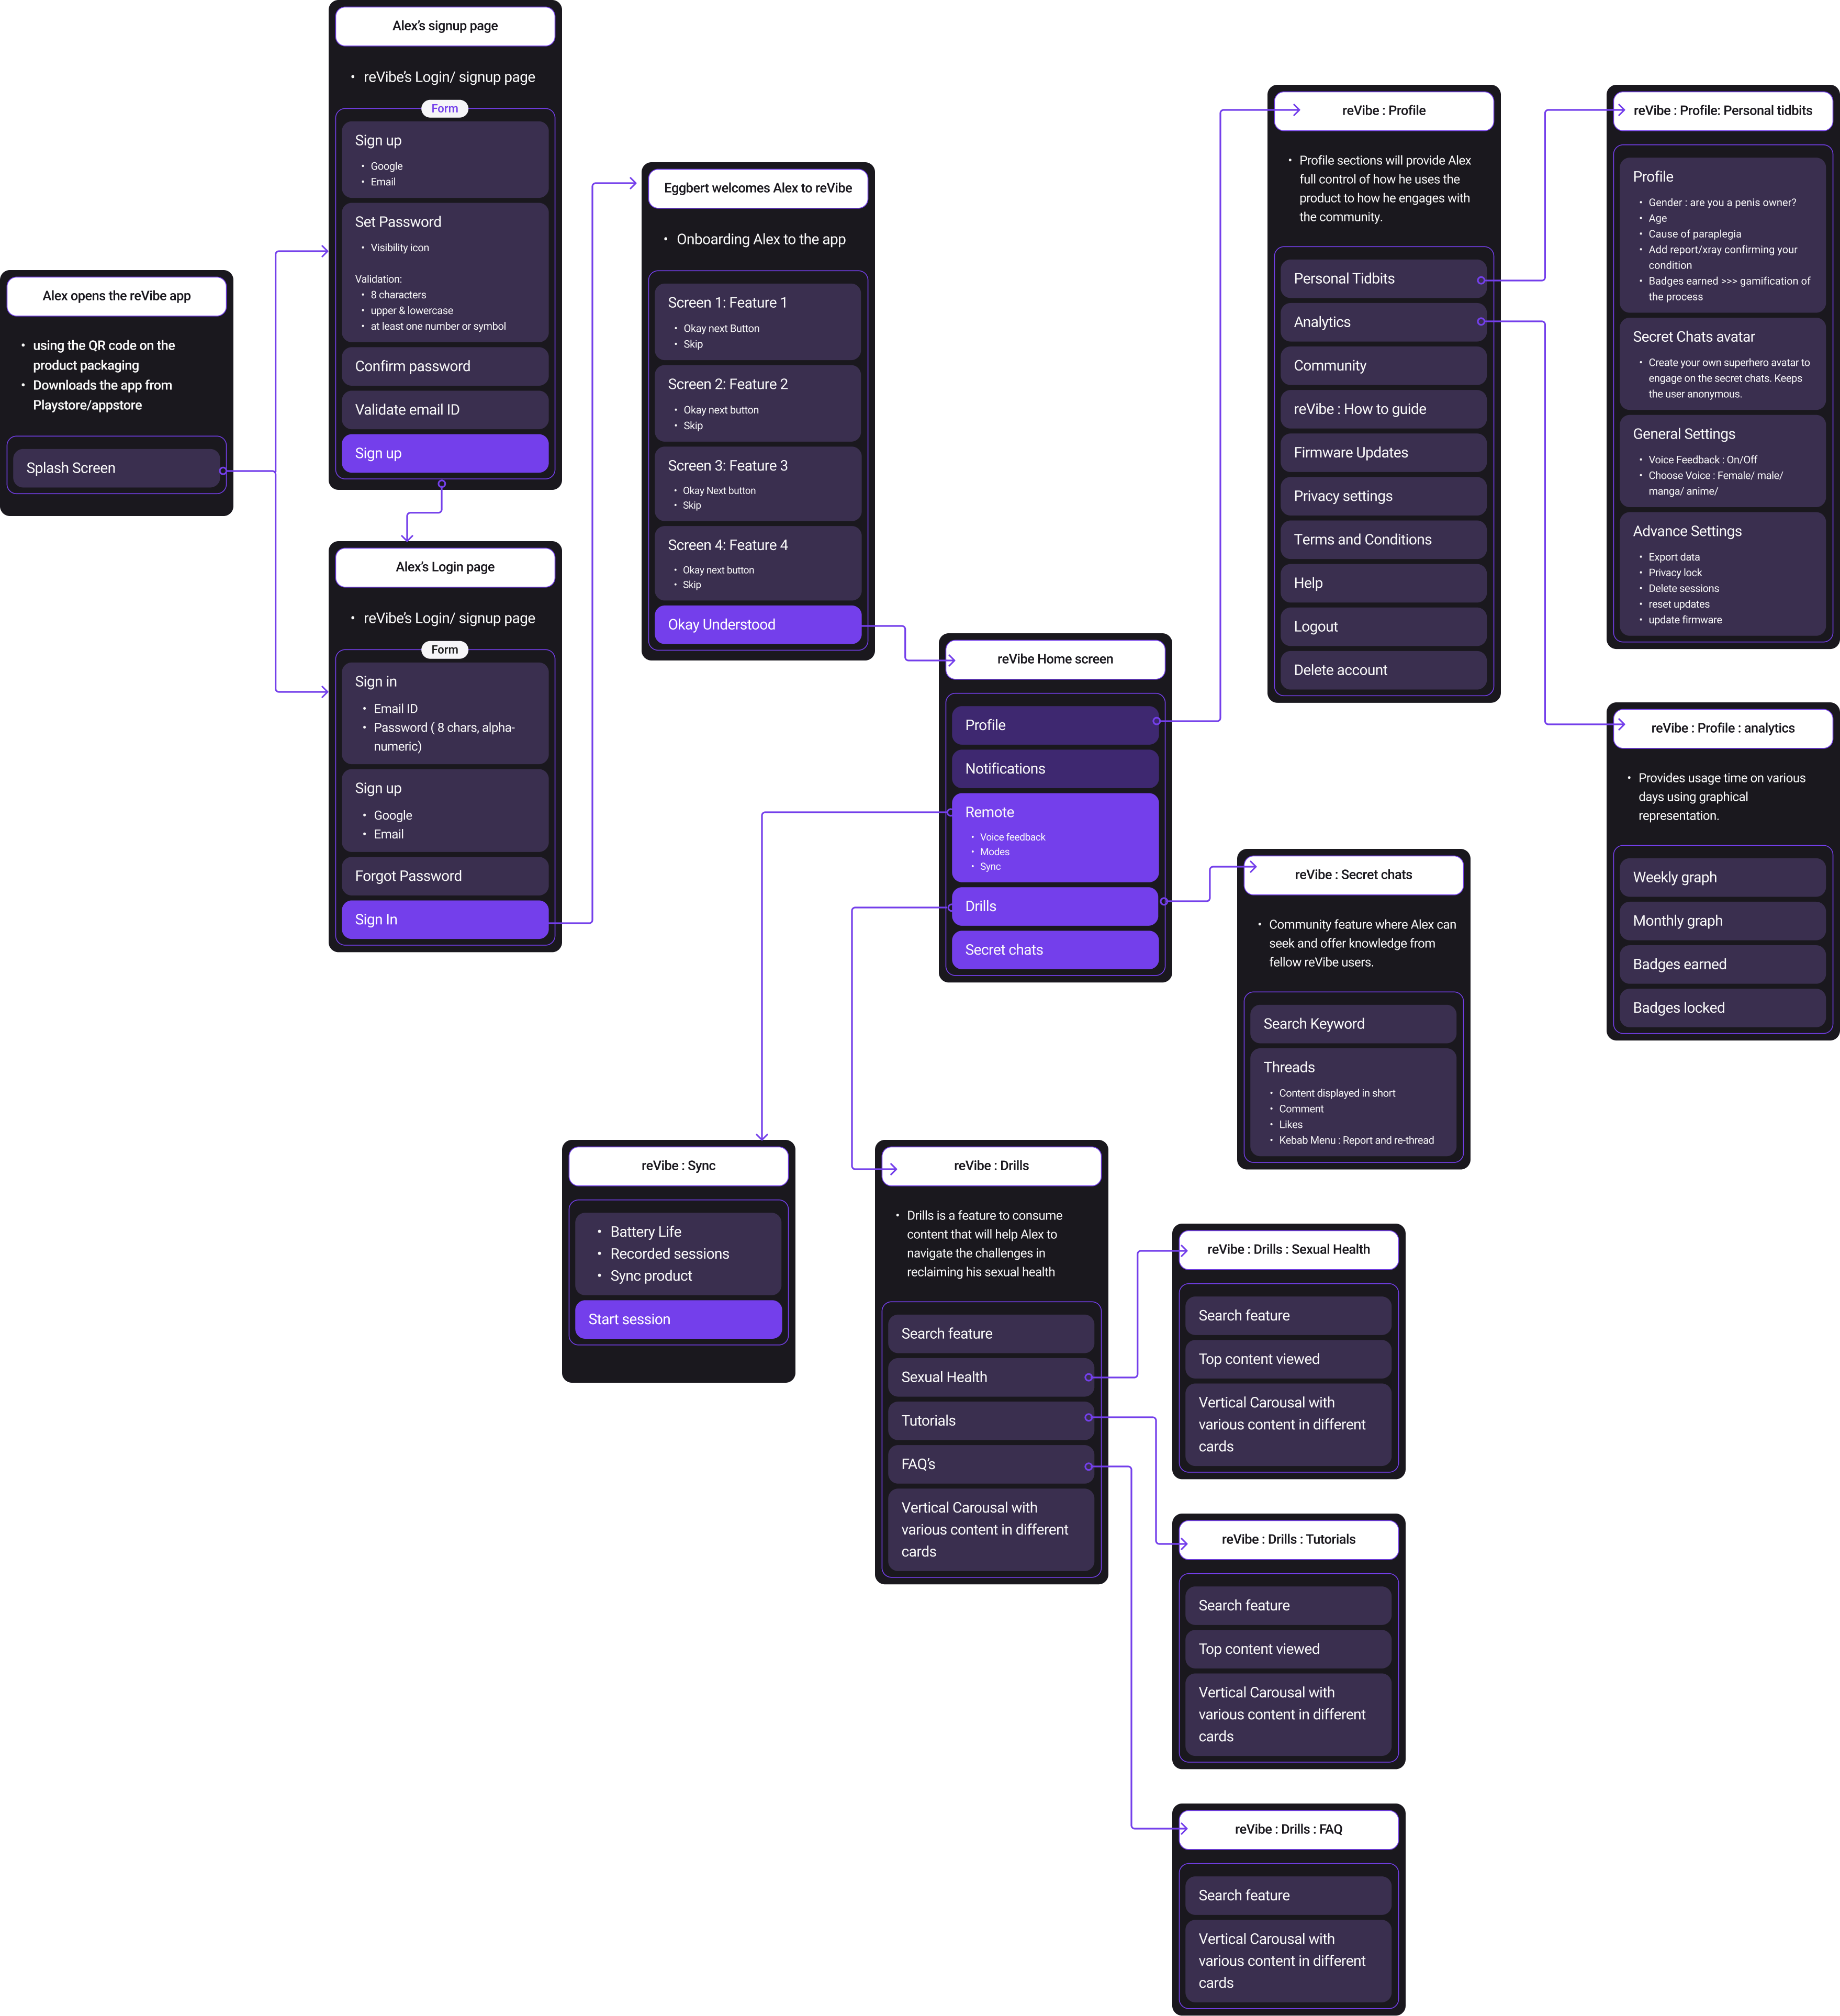 Alex opens the reVibe app
using the QR code on the
product packaging
Downloads the app from
Playstore/appstore
Splash Screen
Alex's signup page
reVibe's Login/ signup page
Form
Sign up
Google
Email
Set Password
Visibility icon
Validation:
8 characters
upper & lowercase
at least one number or symbol
Confirm password
Validate email ID
Sign up
Alex's Login page
reVibe's Login/ signup page
Form
Sign in
Email ID
Password ( 8 chars, alpha-
numeric)
Sign up
Google
Email
Forgot Password
Sign In
Eggbert welcomes Alex to reVibe
Onboarding Alex to the app
Screen 1: Feature 1
Okay next Button
Skip
Screen 2: Feature 2
Okay next button
Skip
Screen 3: Feature 3
Okay Next button
Skip
Screen 4: Feature 4
Okay next button
Skip
Okay Understood
reVibe Home screen
Profile
Notifications
Remote
Voice feedback
Modes
Sync
Drills
Secret chats
reVibe : Profile
Profile sections will provide Alex
full control of how he uses the
product to how he engages with
the community.
Personal Tidbits
Analytics
Community
reVibe : How to guide
Firmware Updates
Privacy settings
Terms and Conditions
Help
Logout
Delete account
reVibe : Profile: Personal tidbits
Profile
Gender : are you a penis owner?
Age
Cause of paraplegia
Add report/xray confirming your
condition
Badges earned >>> gamification of
the process
Secret Chats avatar
Create your own superhero avatar to
engage on the secret chats. Keeps
the user anonymous.
General Settings
Voice Feedback : On/Off
Choose Voice : Female/ male/
manga/ anime/
Advance Settings
Export data
Privacy lock
Delete sessions
reset updates
update firmware
reVibe : Profile : analytics
Provides usage time on various
days using graphical
representation.
Weekly graph
Monthly graph
Badges earned
Badges locked
reVibe : Secret chats
Community feature where Alex can
seek and offer knowledge from
fellow reVibe users.
Search Keyword
Threads
Content displayed in short
Comment
Likes
Kebab Menu : Report and re-thread
reVibe : Sync
Battery Life
Recorded sessions
Sync product
Start session
reVibe : Drills
Drills is a feature to consume
content that will help Alex to
navigate the challenges in
reclaiming his sexual health
Search feature
Sexual Health
Tutorials
FAQ's
Vertical Carousal with
various content in different
cards
reVibe : Drills : Sexual Health
Search feature
Top content viewed
Vertical Carousal with
various content in different
cards
reVibe : Drills : Tutorials
Search feature
Top content viewed
Vertical Carousal with
various content in different
cards
reVibe : Drills : FAQ
Search feature
Vertical Carousal with
various content in different
cards